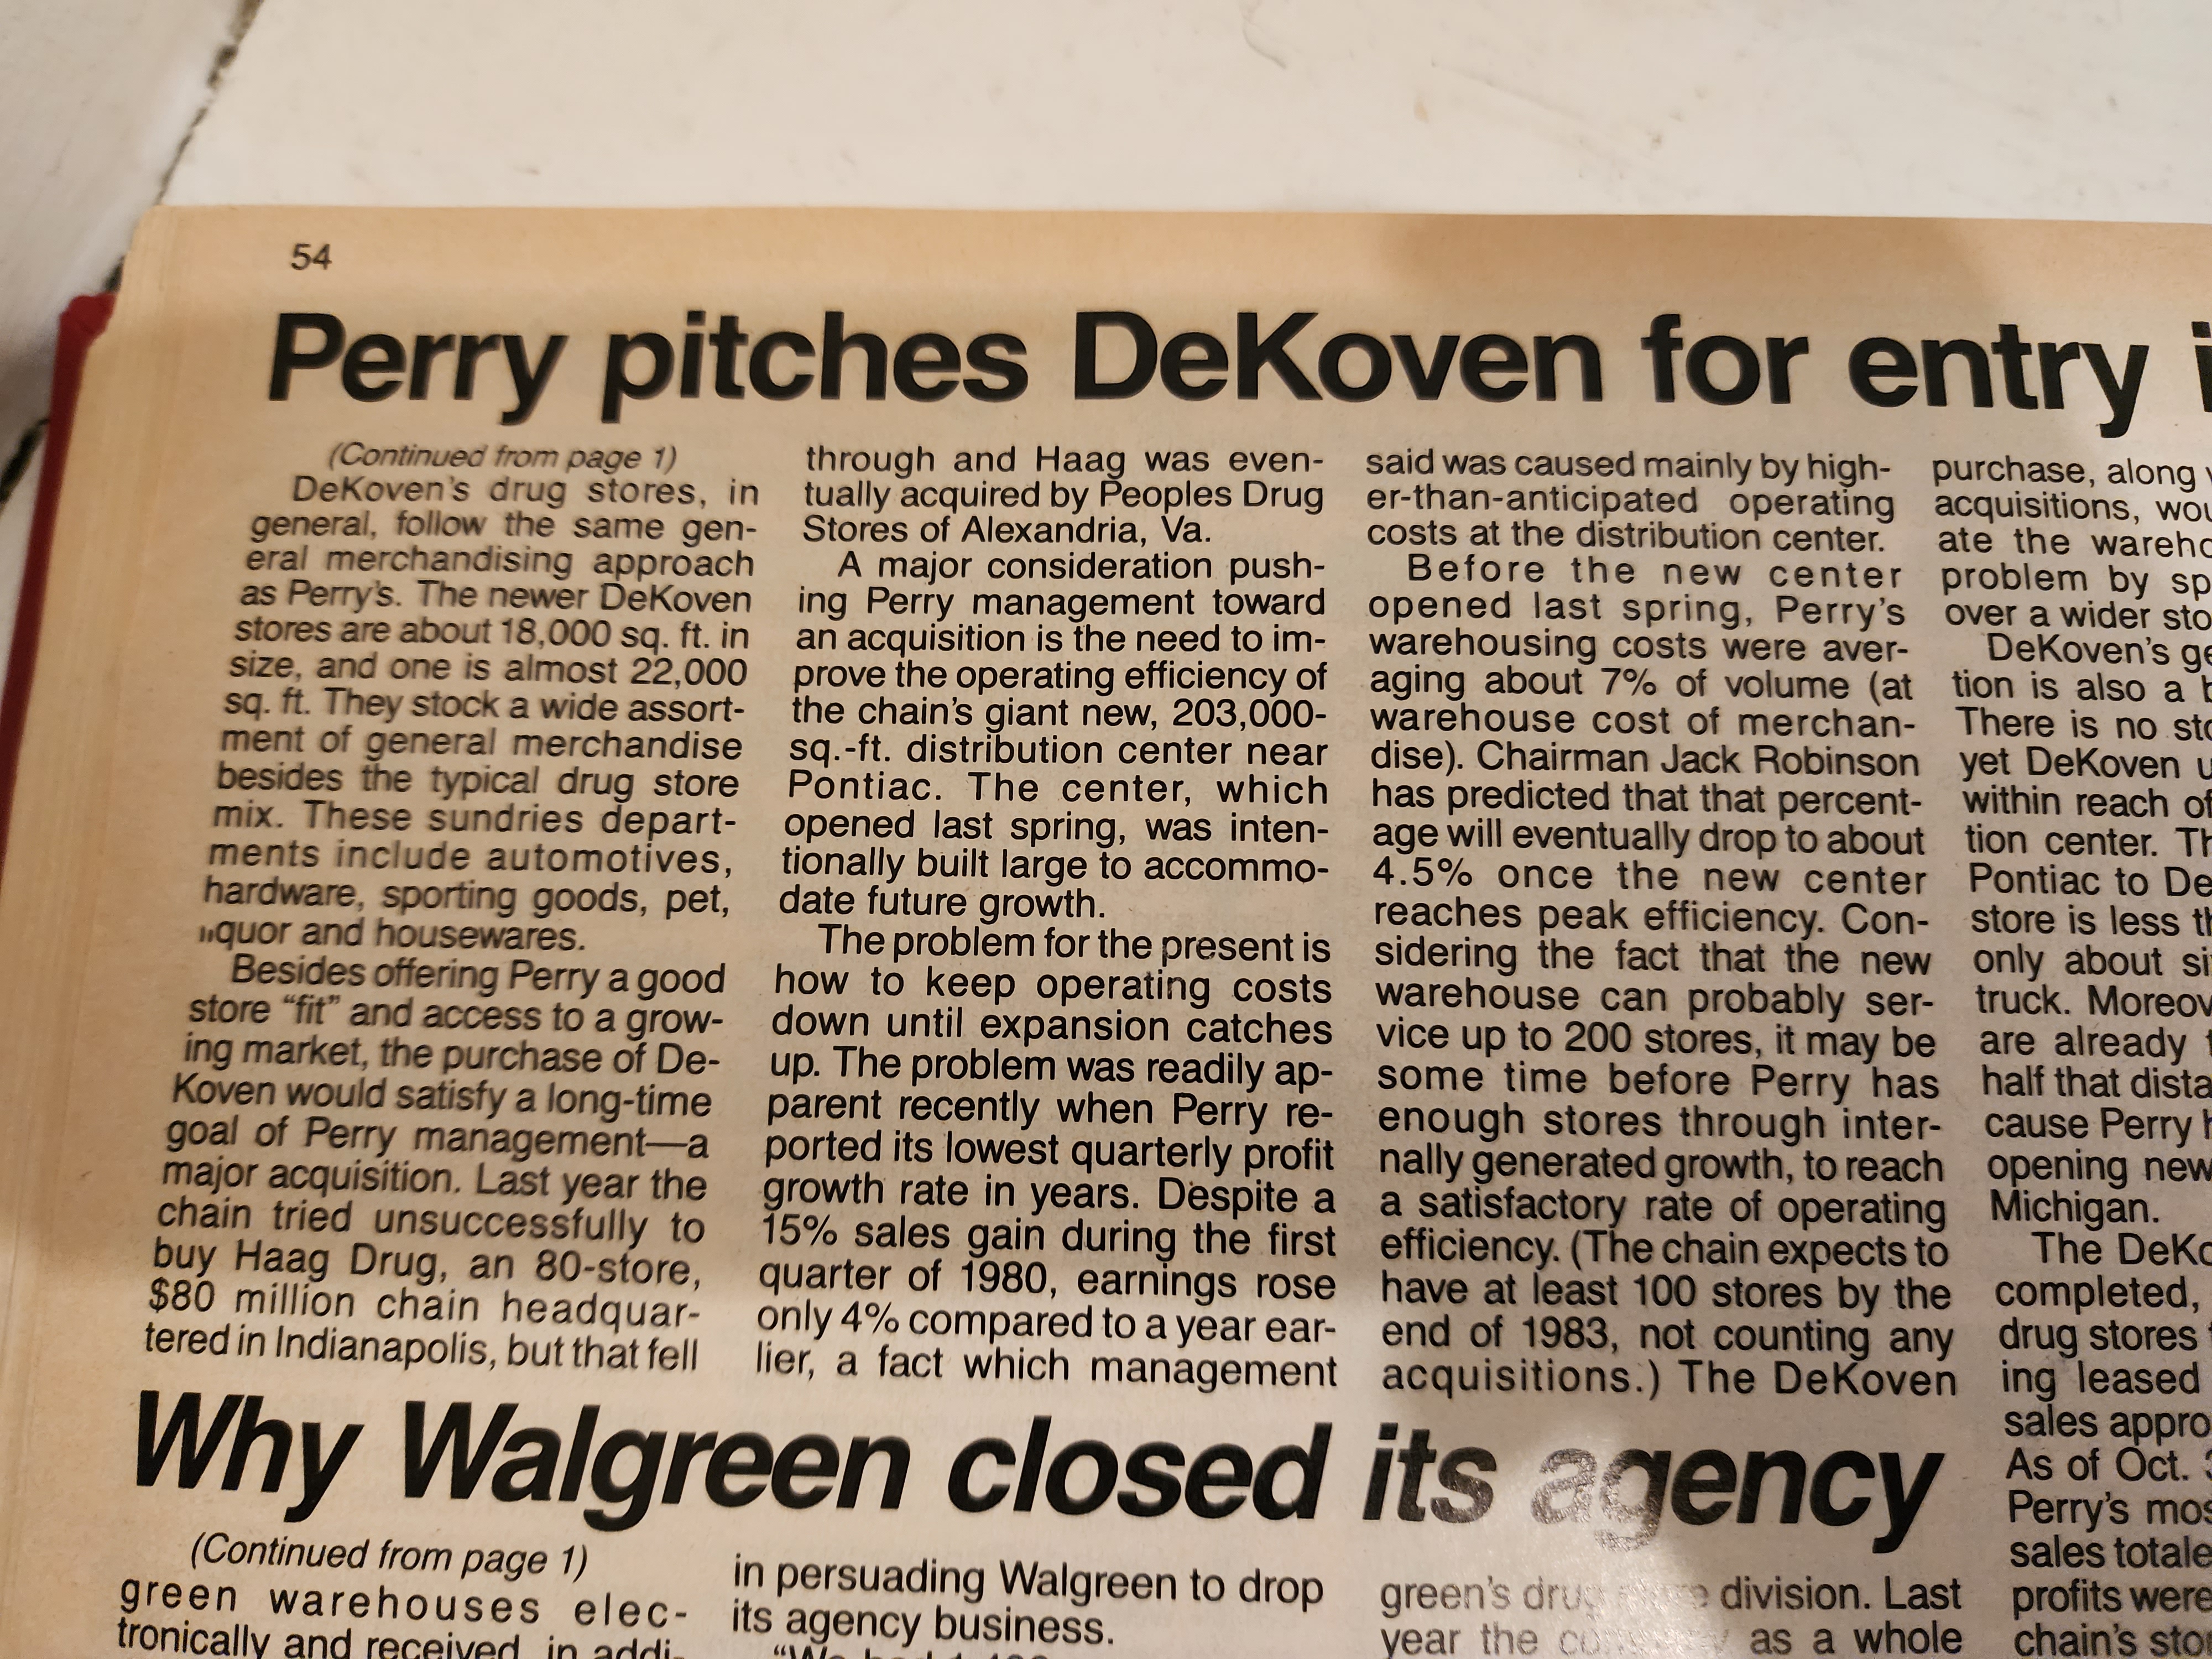 54
Perry pitches DeKoven for entry
(Continued from page 1)
DeKoven's drug stores, in
general, follow the same gen-
eral merchandising approach
as Perry's. The newer DeKoven
stores are about 18,000 sq. ft. in
size, and one is almost 22,000
sq. ft. They stock a wide assort-
ment of general merchandise
besides the typical drug store
mix. These sundries depart-
ments include automotives,
hardware, sporting goods, pet,
liquor and housewares.
Besides offering Perry a good
store "fit" and access to a grow-
ing market, the purchase of De-
Koven would satisfy a long-time
goal of Perry management—a
major acquisition. Last year the
chain tried unsuccessfully to
buy Haag Drug, an 80-store,
$80 million chain headquar-
tered in Indianapolis, but that fell
through and Haag was even-
tually acquired by Peoples Drug
Stores of Alexandria, Va.
A major consideration push-
ing Perry management toward
an acquisition is the need to im-
prove the operating efficiency of
the chain's giant new, 203,000-
sq.-ft. distribution center near
Pontiac. The center, which
opened last spring, was inten-
tionally built large to accommo-
date future growth.
The problem for the present is
how to keep operating costs
down until expansion catches
up. The problem was readily ap-
parent recently when Perry re-
ported its lowest quarterly profit
growth rate in years. Despite a
15% sales gain during the first
quarter of 1980, earnings rose
only 4% compared to a year ear-
lier, a fact which management
said was caused mainly by high-
er-than-anticipated operating
costs at the distribution center.
Before the new center
opened last spring, Perry's
warehousing costs were aver-
aging about 7% of volume (at
warehouse cost of merchan-
dise). Chairman Jack Robinson
has predicted that that percent-
age will eventually drop to about
4.5% once the new center
reaches peak efficiency. Con-
sidering the fact that the new
warehouse can probably ser-
vice up to 200 stores, it may be
some time before Perry has
enough stores through inter-
nally generated growth, to reach
a satisfactory rate of operating
efficiency. (The chain expects to
have at least 100 stores by the
end of 1983, not counting any
acquisitions.) The DeKoven
purchase, along
acquisitions,
ate the
problem by
over a wider
DeKoven's
tion is also a
There is no
yet DeKoven
within reach of
tion center.
Pontiac to
store is less
only about
truck.
are already
half that
cause Perry
opening new
Michigan.
The
completed,
drug stores
ing leased
sales
As of Oct.
Perry's
sales
profits were
chain's
Why Walgreen closed its agency
(Continued from page 1)
green warehouses elec-
tronically and received, in addi-
in persuading Walgreen to drop
its agency business.
"We had
green's drug division. Last
year the company as a whole